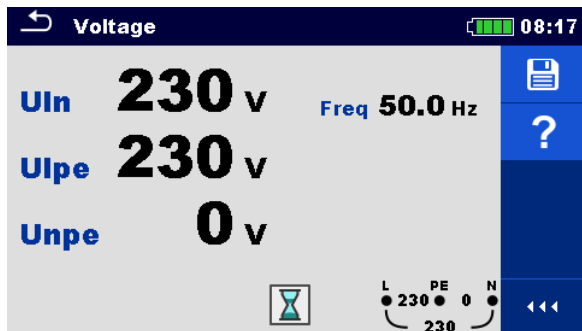 Voltage 08:17
Uln 230 V Freq 50.0 Hz
Ulpe 230 V
Unpe 0 V
?
L PE N
230 0
230